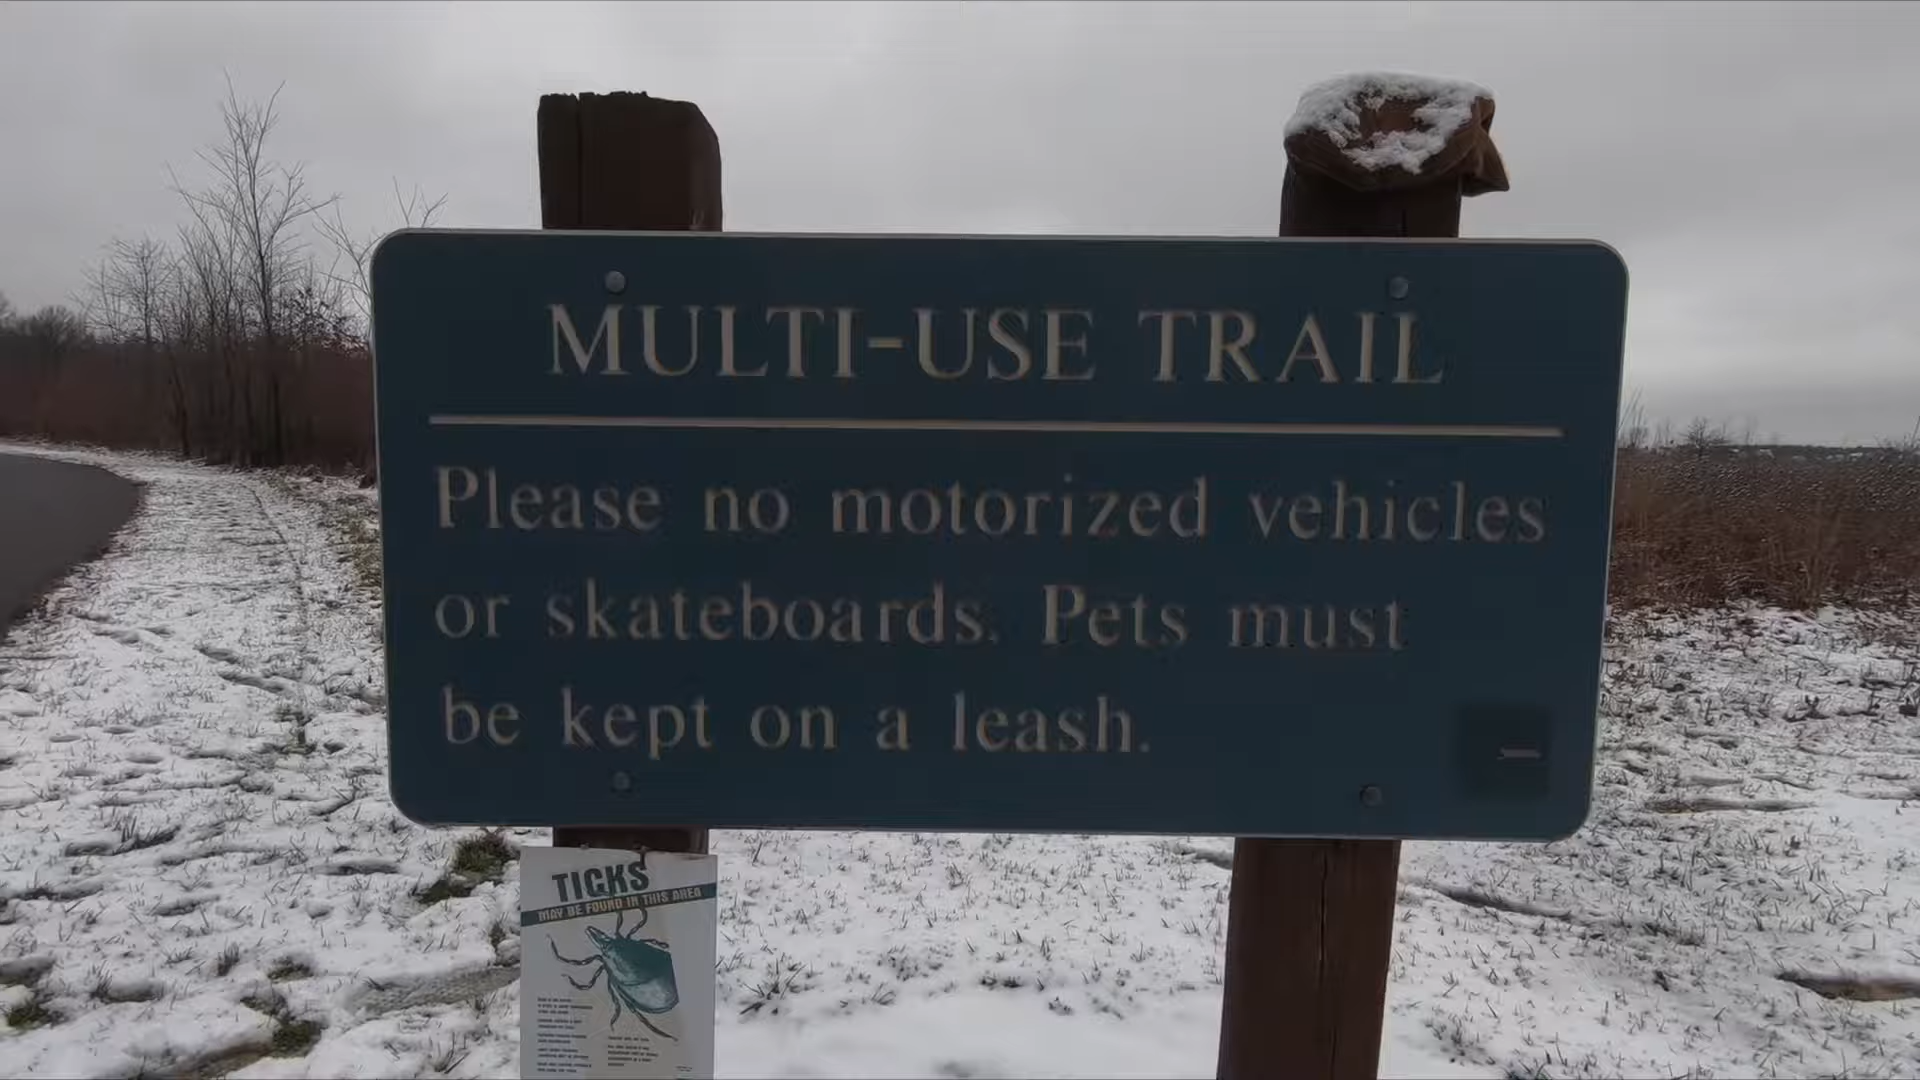 MULTI-USE TRAIL
Please no motorized vehicles
or skateboards. Pets must
be kept on a leash.
TICKS
MAY BE FOUND IN THIS AREA